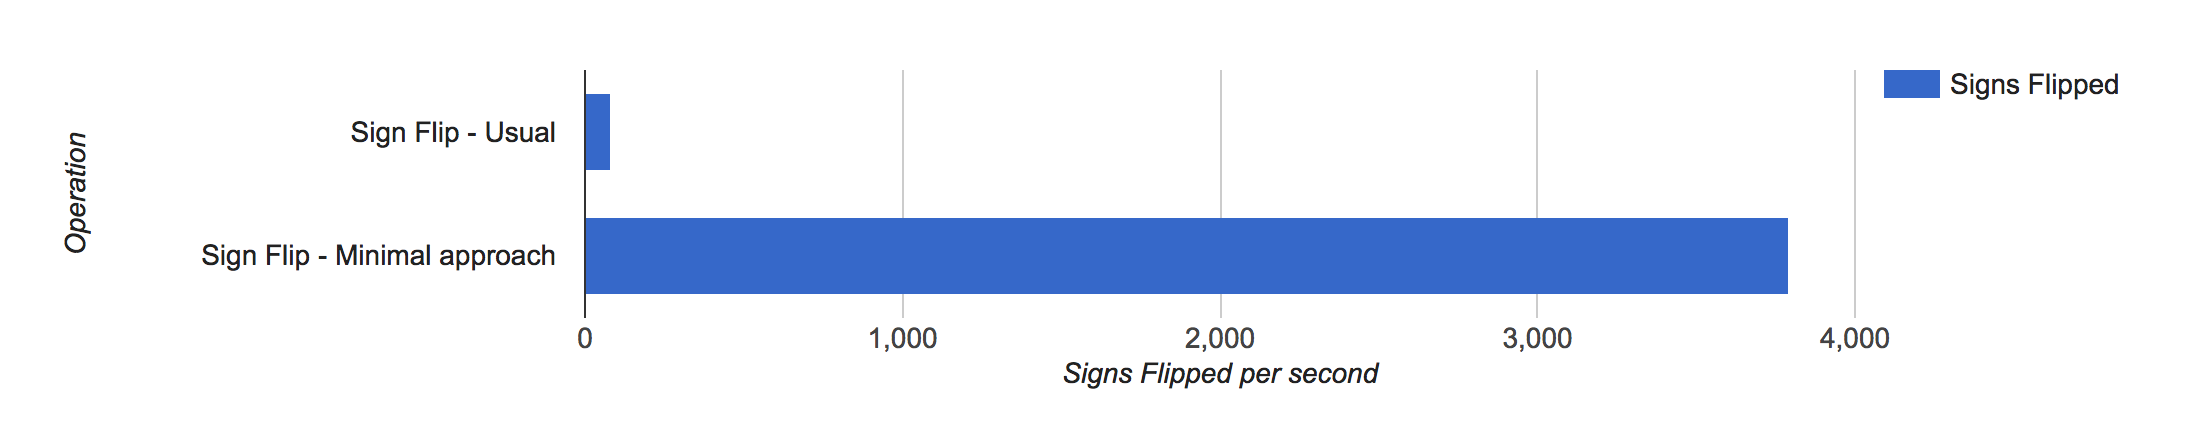 Signs Flipped
Operation
Sign Flip - Usual
Sign Flip - Minimal approach
0 1,000 2,000 3,000 4,000
Signs Flipped per second